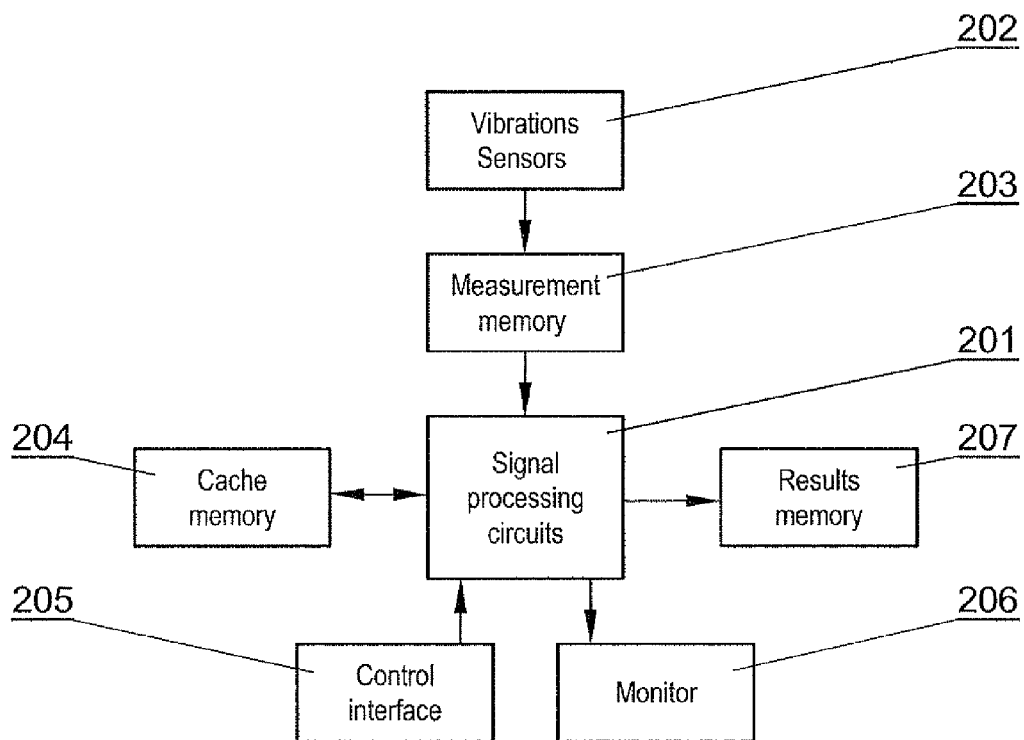 202
Vibrations
Sensors
203
Measurement
memory
201
204
207
Cache
memory
Signal
processing
circuits
Results
memory
205
206
Control
interface
Monitor